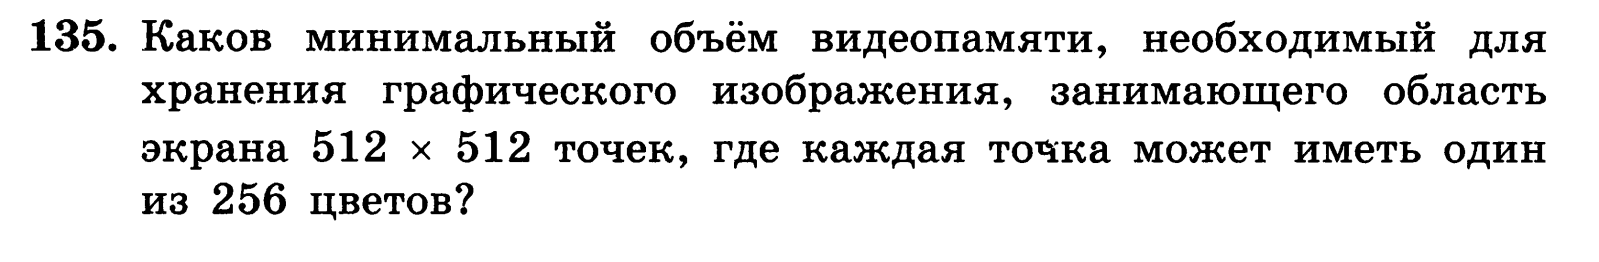 135. Каков минимальный объём видеопамяти, необходимый для
хранения графического изображения, занимающего область
экрана 512 × 512 точек, где каждая точка может иметь один
из 256 цветов?